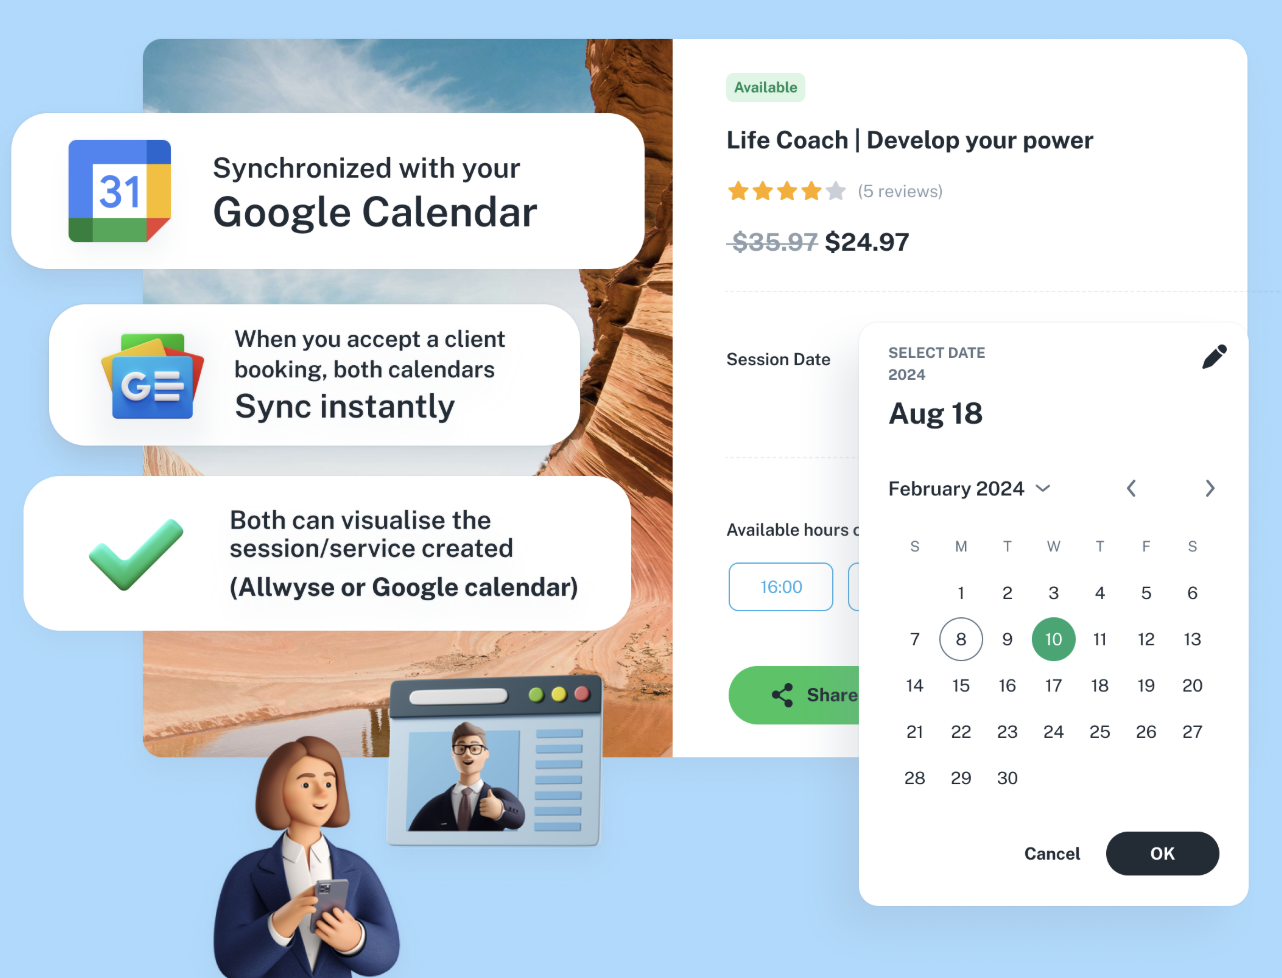 31
Synchronized with your
Google Calendar
GE
When you accept a client
booking, both calendars
Sync instantly
Both can visualise the
session/service created
(Allwyse or Google calendar)
Available
Life Coach | Develop your power
(5 reviews)
$35.97 $24.97
Session Date
Available hours
16:00
Share
SELECT DATE
2024
Aug 18
February 2024
S M T W T F S
1 2 3 4 5 6
7 8 9 10 11 12 13
14 15 16 17 18 19 20
21 22 23 24 25 26 27
28 29 30
Cancel OK